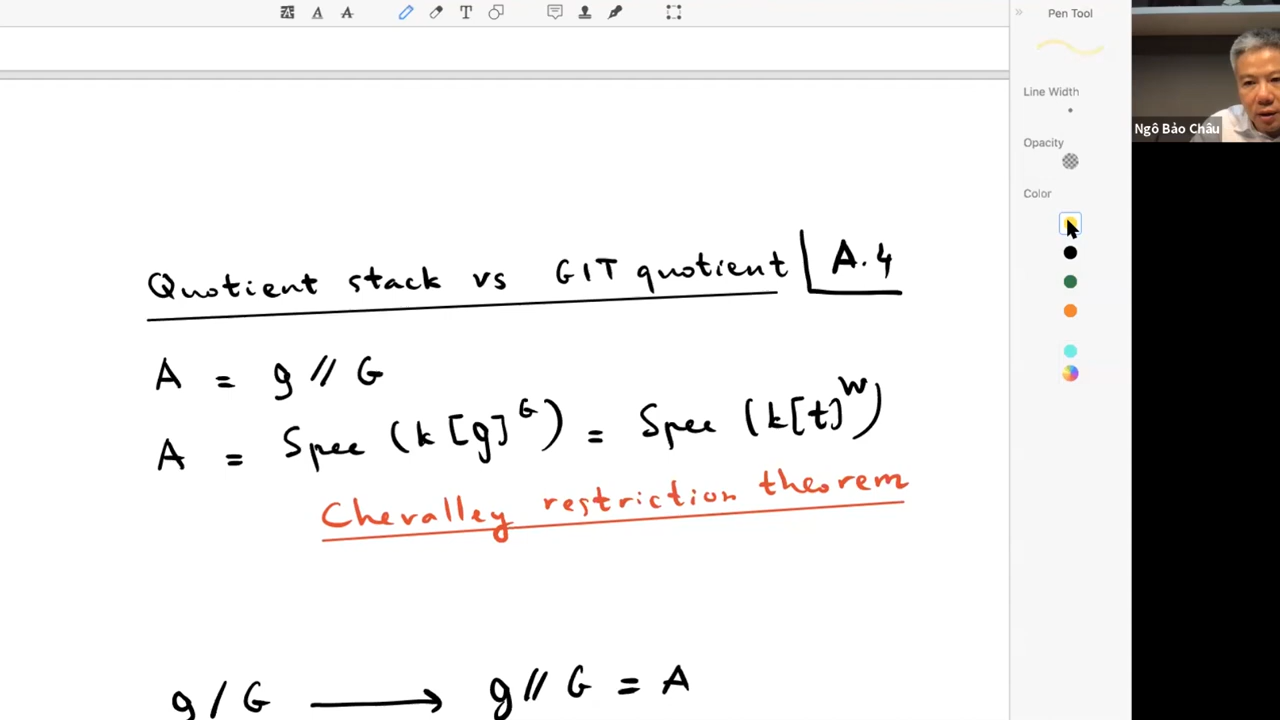 Pen Tool
Line Width
Opacity
Color
Ngô Bảo Châu
Quotient stack vs GIT quotient A.4
A = g // G
A = Spec (k[g]^G) = Spec (k[t]^W)
Chevalley restriction theorem
g / G ⟶ g // G = A